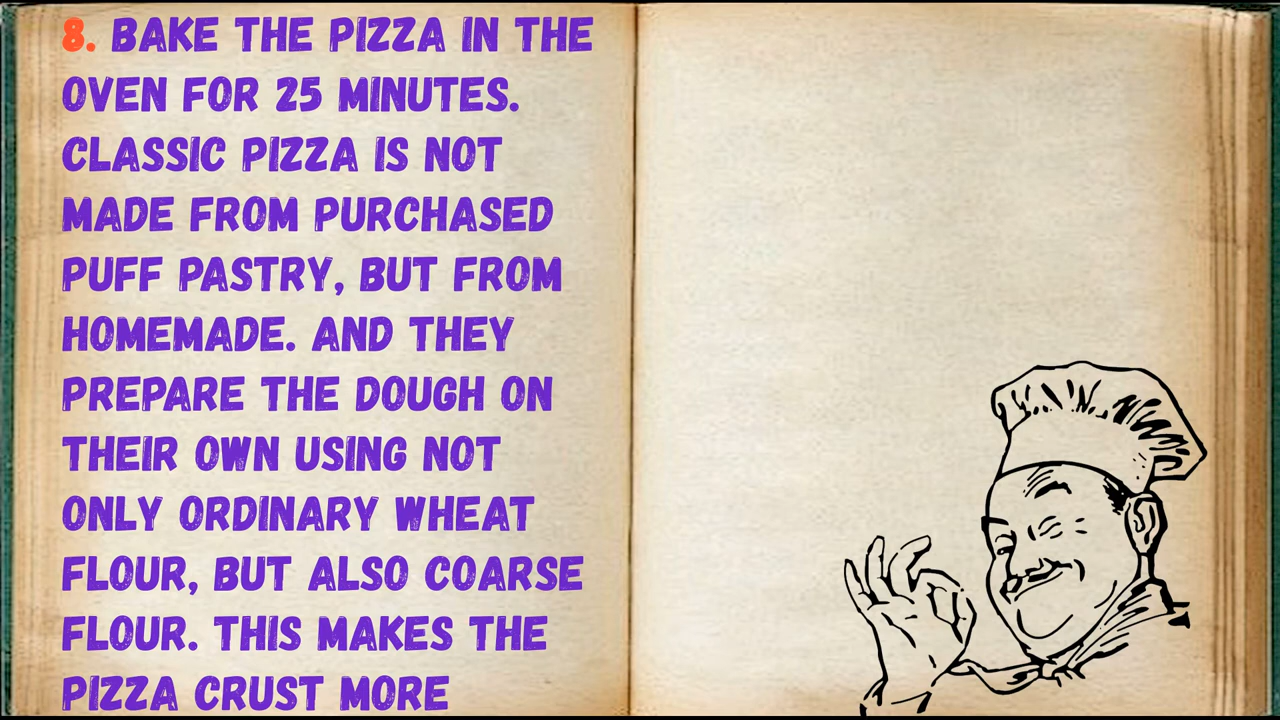 8. BAKE THE PIZZA IN THE
OVEN FOR 25 MINUTES.
CLASSIC PIZZA IS NOT
MADE FROM PURCHASED
PUFF PASTRY, BUT FROM
HOMEMADE. AND THEY
PREPARE THE DOUGH ON
THEIR OWN USING NOT
ONLY ORDINARY WHEAT
FLOUR, BUT ALSO COARSE
FLOUR. THIS MAKES THE
PIZZA CRUST MORE